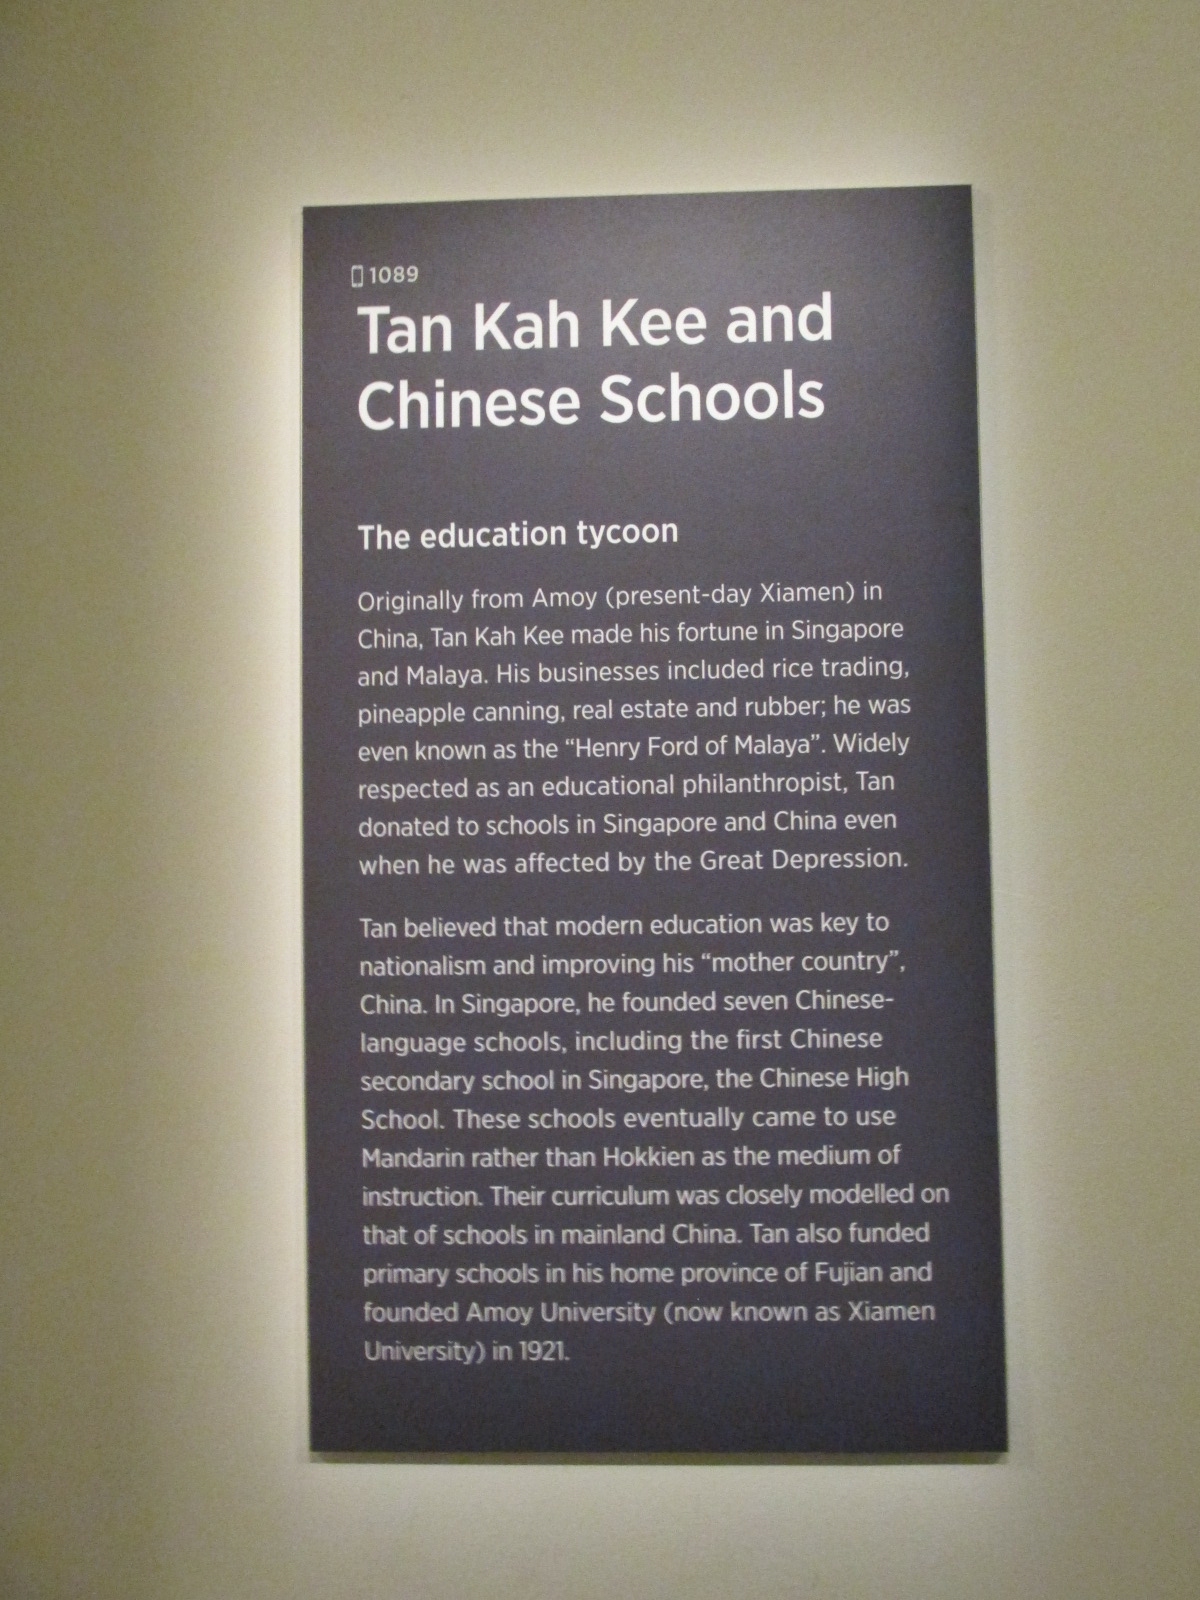 1089
Tan Kah Kee and
Chinese Schools
The education tycoon
Originally from Amoy (present-day Xiamen) in
China, Tan Kah Kee made his fortune in Singapore
and Malaya. His businesses included rice trading,
pineapple canning, real estate and rubber; he was
even known as the “Henry Ford of Malaya”. Widely
respected as an educational philanthropist, Tan
donated to schools in Singapore and China even
when he was affected by the Great Depression.
Tan believed that modern education was key to
nationalism and improving his “mother country”,
China. In Singapore, he founded seven Chinese-
language schools, including the first Chinese
secondary school in Singapore, the Chinese High
School. These schools eventually came to use
Mandarin rather than Hokkien as the medium of
instruction. Their curriculum was closely modelled on
that of schools in mainland China. Tan also funded
primary schools in his home province of Fujian and
founded Amoy University (now known as Xiamen
University) in 1921.